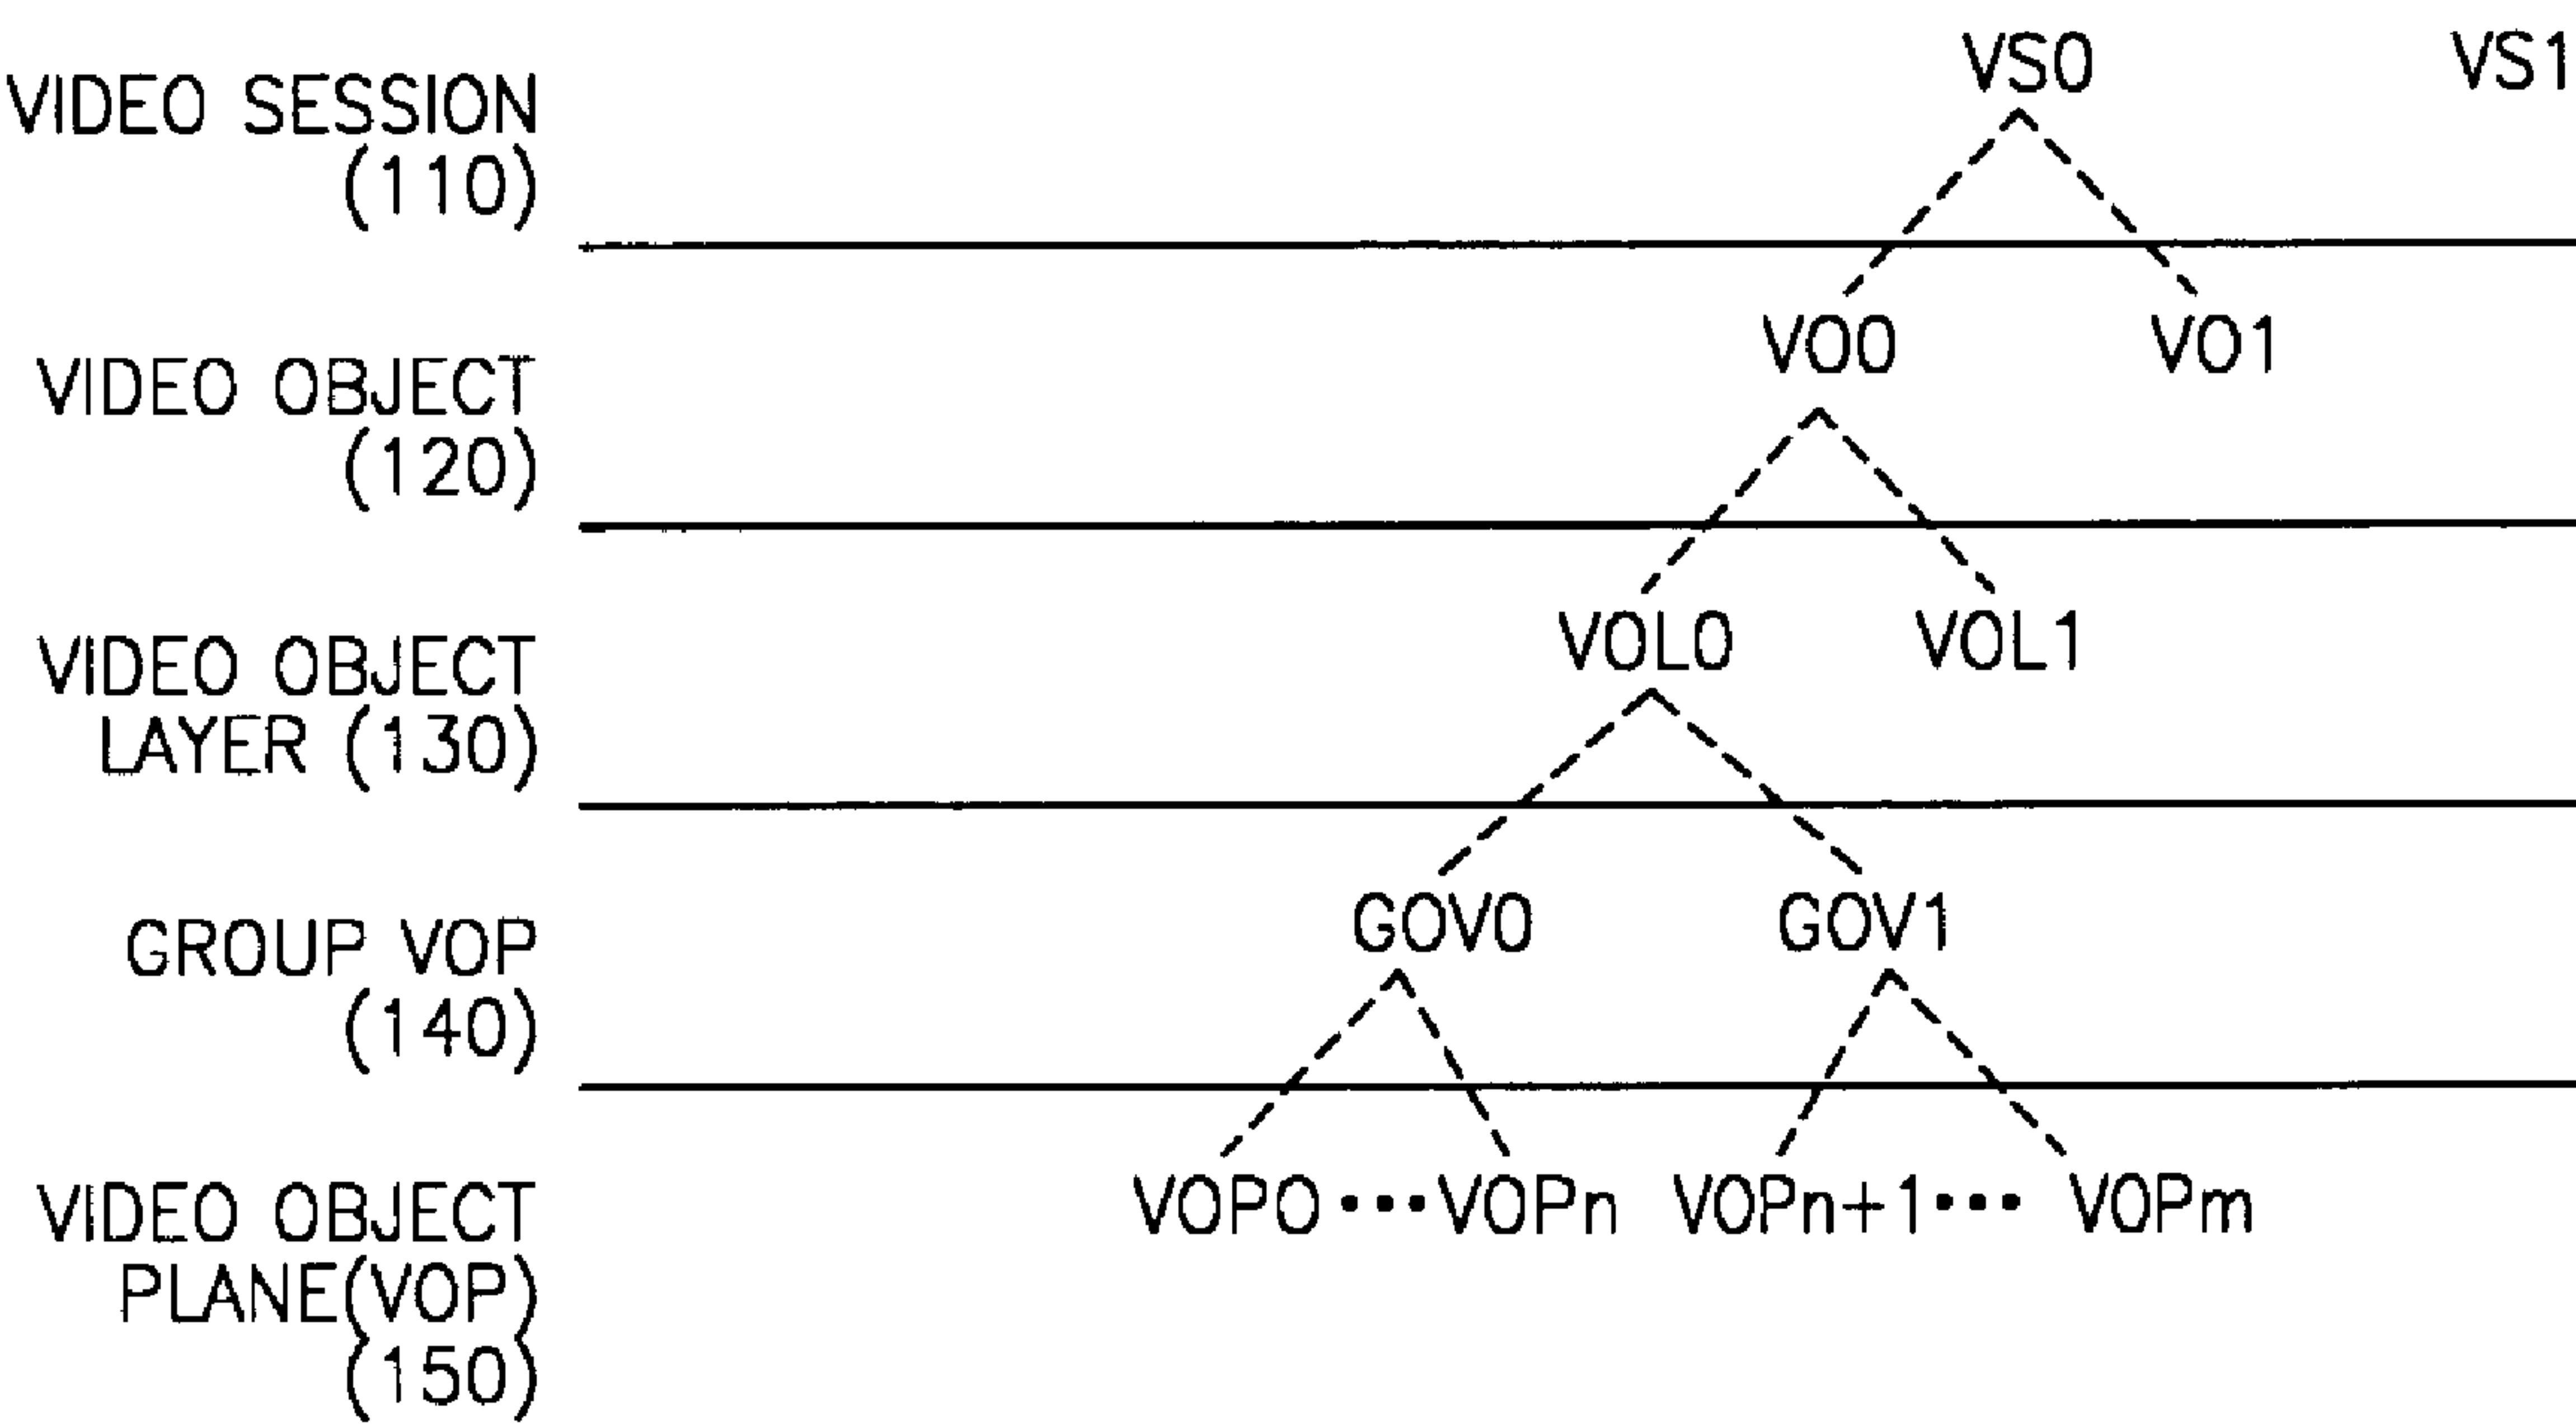 VS0 VS1
VIDEO SESSION
(110)
VO0 VO1
VIDEO OBJECT
(120)
VOL0 VOL1
VIDEO OBJECT
LAYER (130)
GOV0 GOV1
GROUP VOP
(140)
VOP0 ••• VOPn VOPn+1 ••• VOPm
VIDEO OBJECT
PLANE(VOP)
(150)